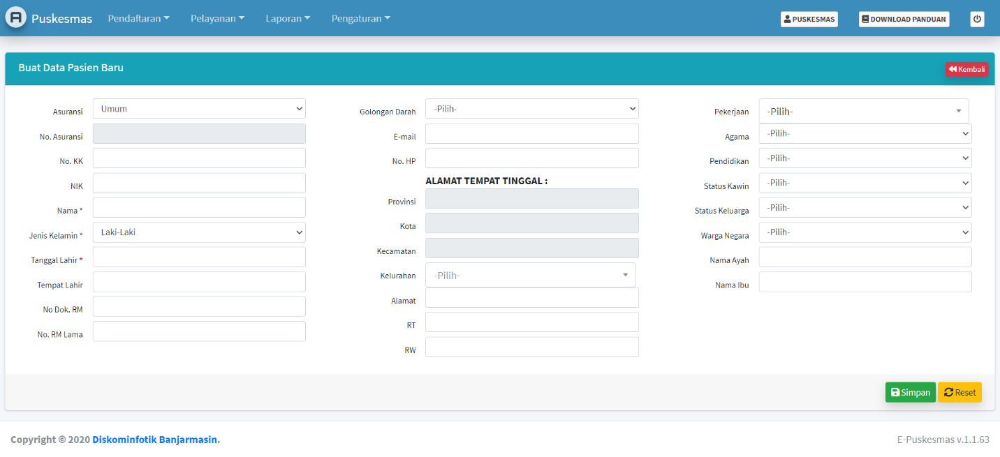 A Puskesmas Pendaftaran Pelayanan Laporan Pengaturan PUSKESMAS DOWNLOAD PANDUAN
Buat Data Pasien Baru Kembali
Asuransi Umum
No. Asuransi
No. KK
NIK
Nama *
Jenis Kelamin * Laki-Laki
Tanggal Lahir *
Tempat Lahir
No Dok. RM
No. RM Lama
Golongan Darah -Pilih-
E-mail
No. HP
ALAMAT TEMPAT TINGGAL :
Provinsi
Kota
Kecamatan
Kelurahan -Pilih-
Alamat
RT
RW
Pekerjaan -Pilih-
Agama -Pilih-
Pendidikan -Pilih-
Status Kawin -Pilih-
Status Keluarga -Pilih-
Warga Negara -Pilih-
Nama Ayah
Nama Ibu
Simpan Reset
Copyright © 2020 Diskominfotik Banjarmasin. E-Puskesmas v.1.1.63